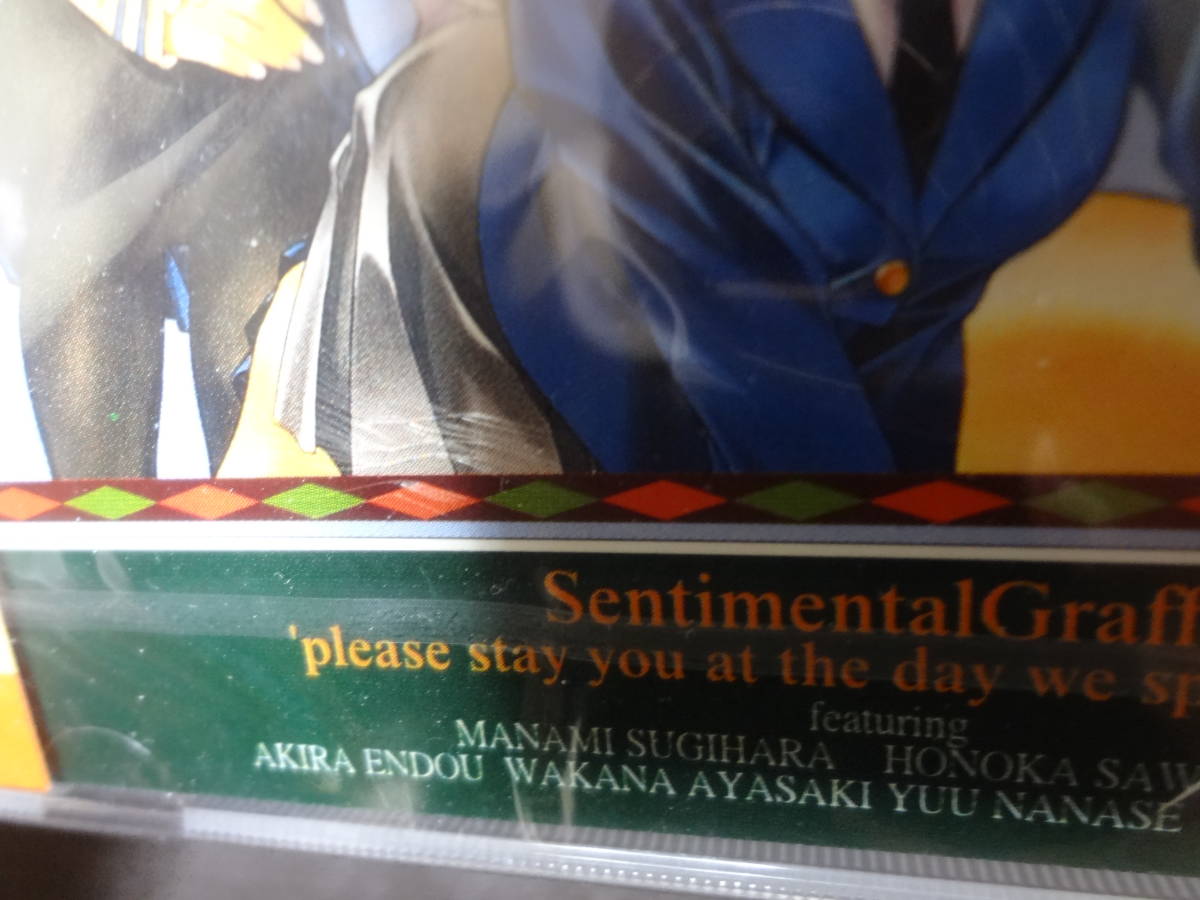 SentimentalGraff
'please stay you at the day we sp
featuring
MANAMI SUGIHARA HONOKA SAW
AKIRA ENDOU WAKANA AYASAKI YUU NANASE